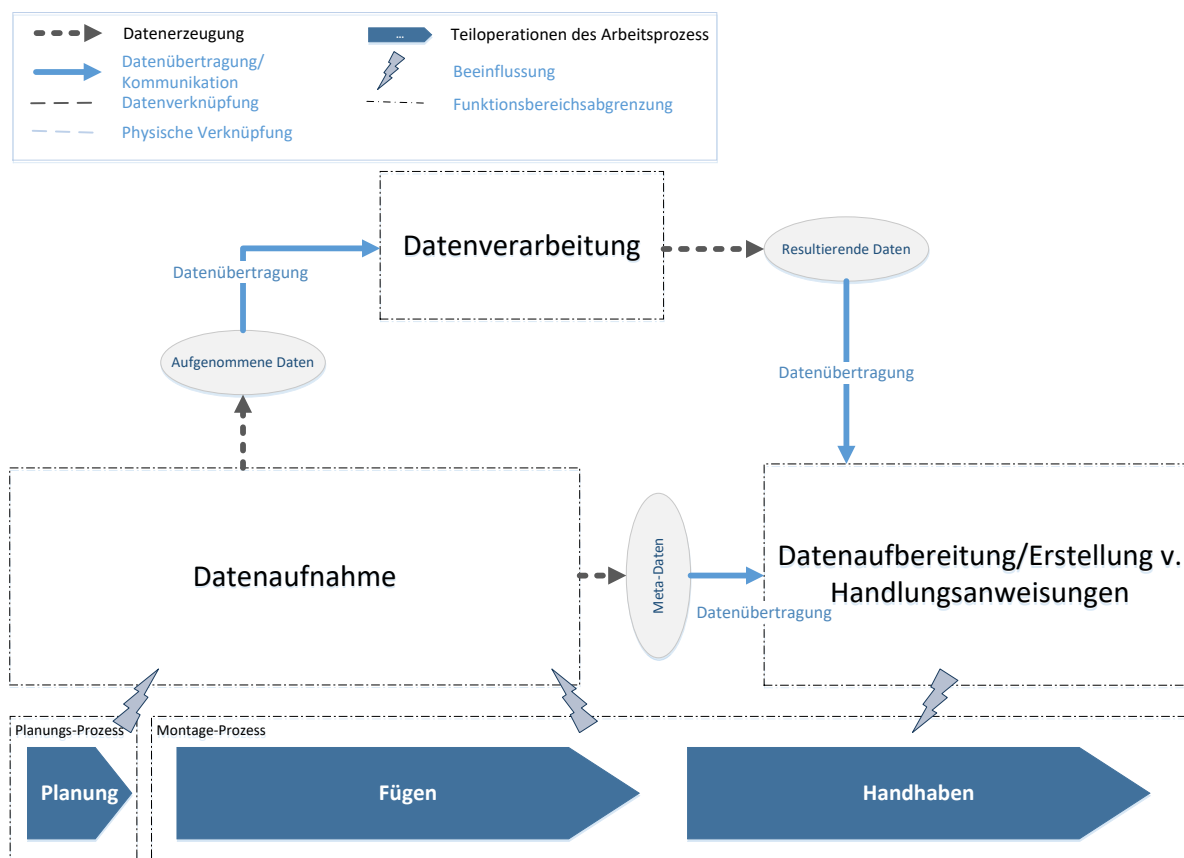 Datenerzeugung
...
Teiloperationen des Arbeitsprozess
Datenübertragung/
Kommunikation
Beeinflussung
Datenverknüpfung
Funktionsbereichsabgrenzung
Physische Verknüpfung
Datenverarbeitung
Resultierende Daten
Datenübertragung
Aufgenommene Daten
Datenübertragung
Datenaufnahme
Meta-Daten
Datenübertragung
Datenaufbereitung/Erstellung v.
Handlungsanweisungen
Planungs-Prozess
Montage-Prozess
Planung
Fügen
Handhaben